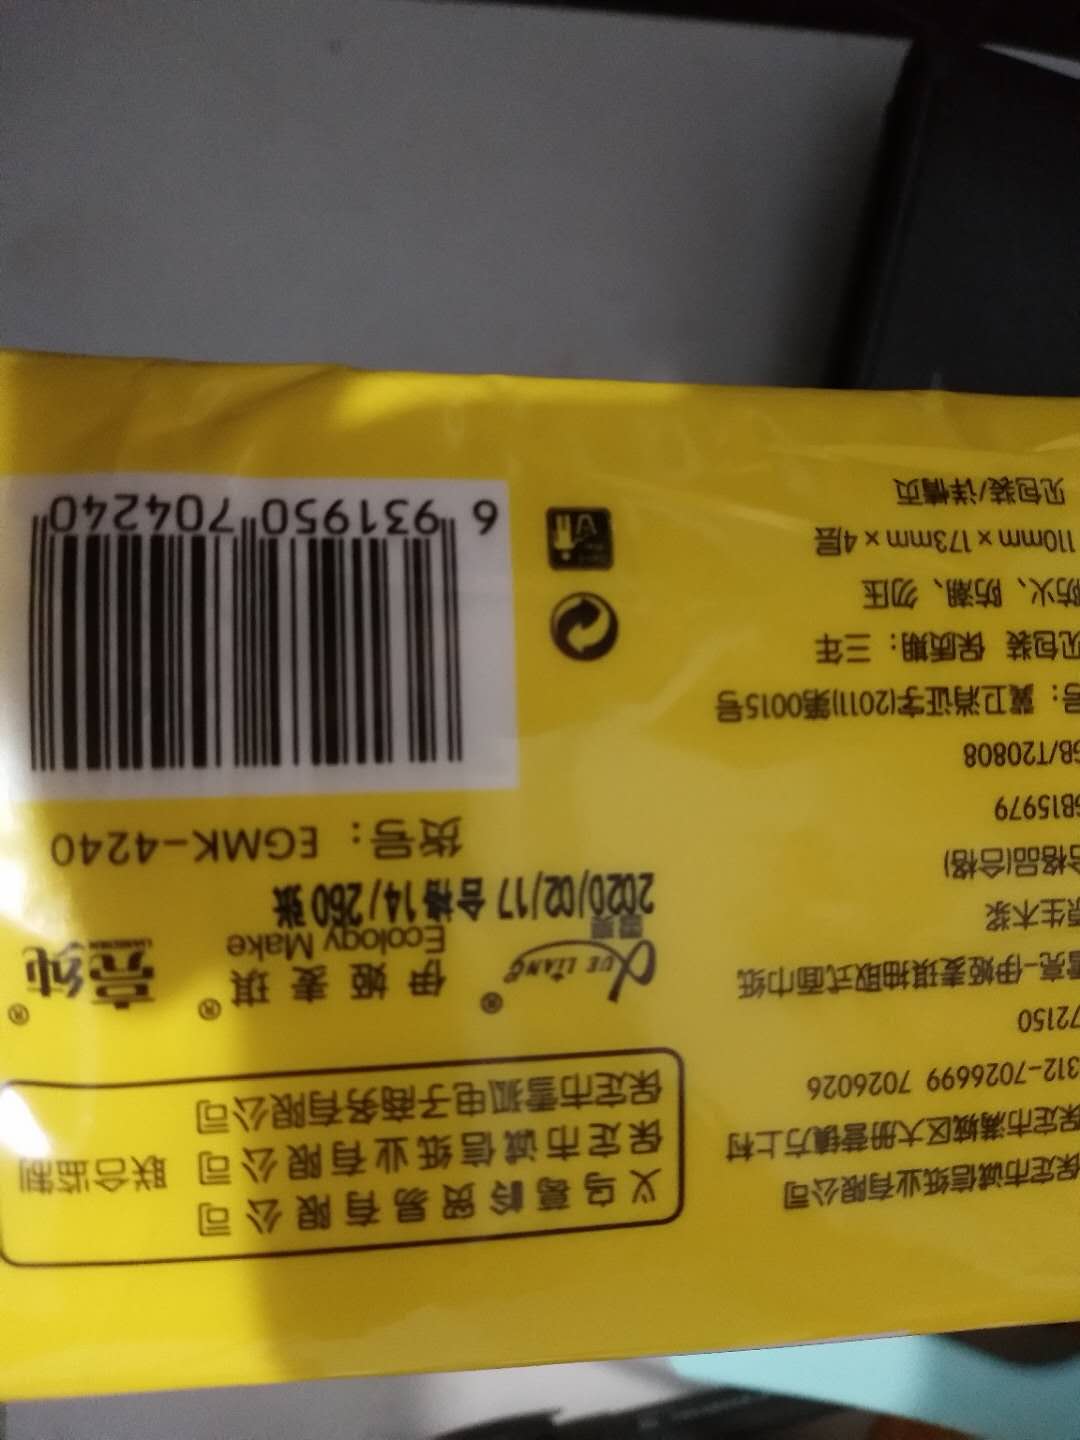 保定市诚信纸业有限公司
保定市满城区大册营镇方上村
312-7026699 7026026
72150
雪亮-伊姬麦琪抽取式面巾纸
原生木浆
合格品(合格)
GB15979
GB/T20808
号：冀卫消证字(2011)第0015号
见包装 保质期：三年
防火、防潮、勿压
110mm×173mm×4层
见包装/详情页
义乌鸾龄贸易有限公司
保定市诚信纸业有限公司
保定市雪狐电子商务有限公司
联合监制
UE LIANG ®
雪亮
伊姬麦琪 ®
Ecology Make
亮纯 ®
2020/02/17 合格14/260张
货号：EGMK-4240
6 931950 704240